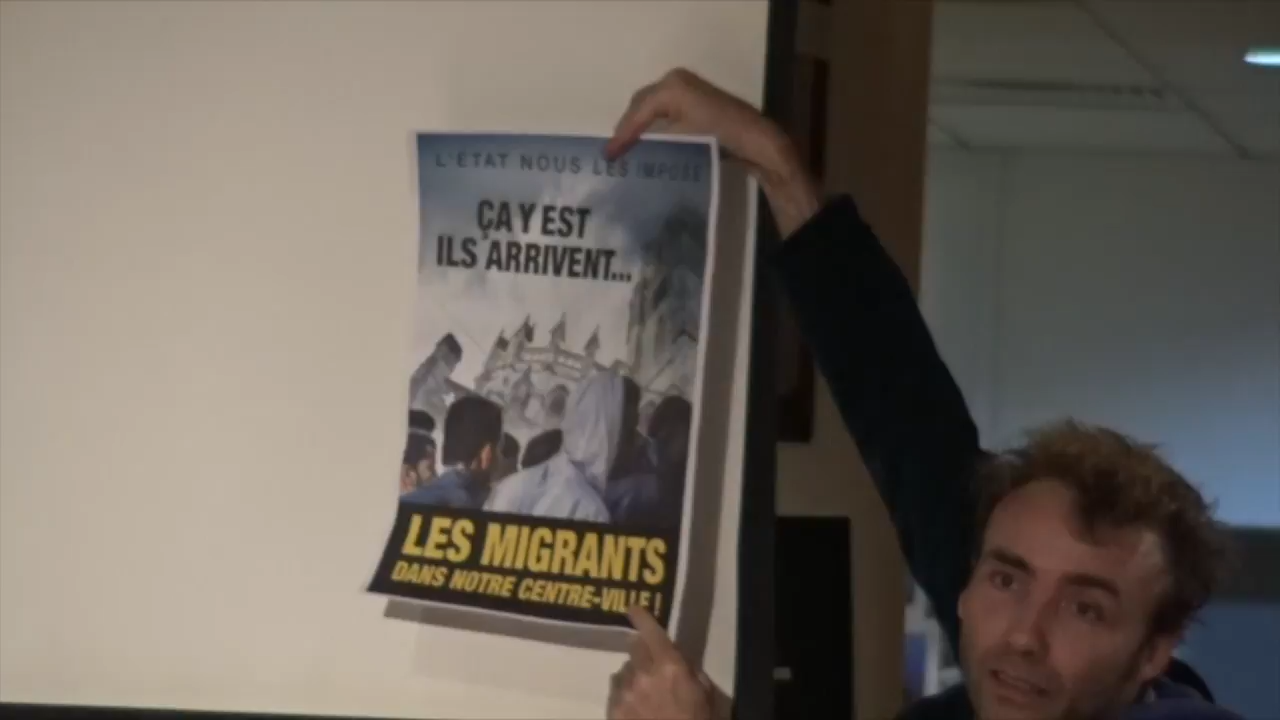 L'ÉTAT NOUS LES IMPOSE
ÇA Y EST
ILS ARRIVENT...
LES MIGRANTS
DANS NOTRE CENTRE-VILLE !